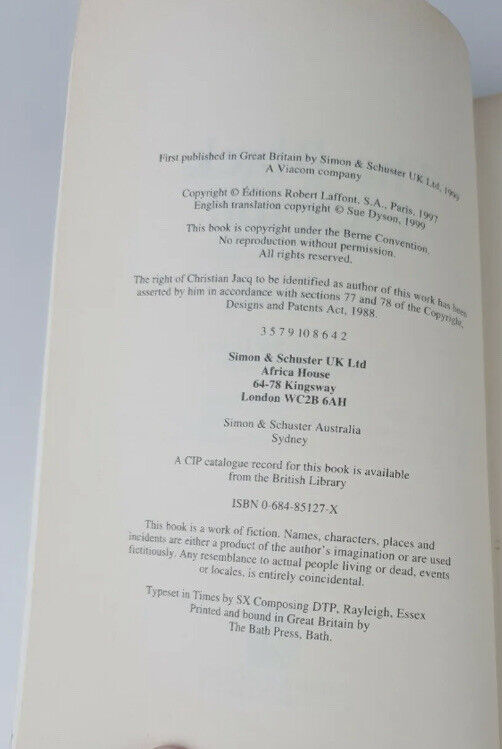 First published in Great Britain by Simon & Schuster UK Ltd, 1999
A Viacom company
Copyright © Éditions Robert Laffont, S.A., Paris, 1997
English translation copyright © Sue Dyson, 1999
This book is copyright under the Berne Convention.
No reproduction without permission.
All rights reserved.
The right of Christian Jacq to be identified as author of this work has been
asserted by him in accordance with sections 77 and 78 of the Copyright,
Designs and Patents Act, 1988.
3 5 7 9 10 8 6 4 2
Simon & Schuster UK Ltd
Africa House
64-78 Kingsway
London WC2B 6AH
Simon & Schuster Australia
Sydney
A CIP catalogue record for this book is available
from the British Library
ISBN 0-684-85127-X
This book is a work of fiction. Names, characters, places and
incidents are either a product of the author's imagination or are used
fictitiously. Any resemblance to actual people living or dead, events
or locales, is entirely coincidental.
Typeset in Times by SX Composing DTP, Rayleigh, Essex
Printed and bound in Great Britain by
The Bath Press, Bath.